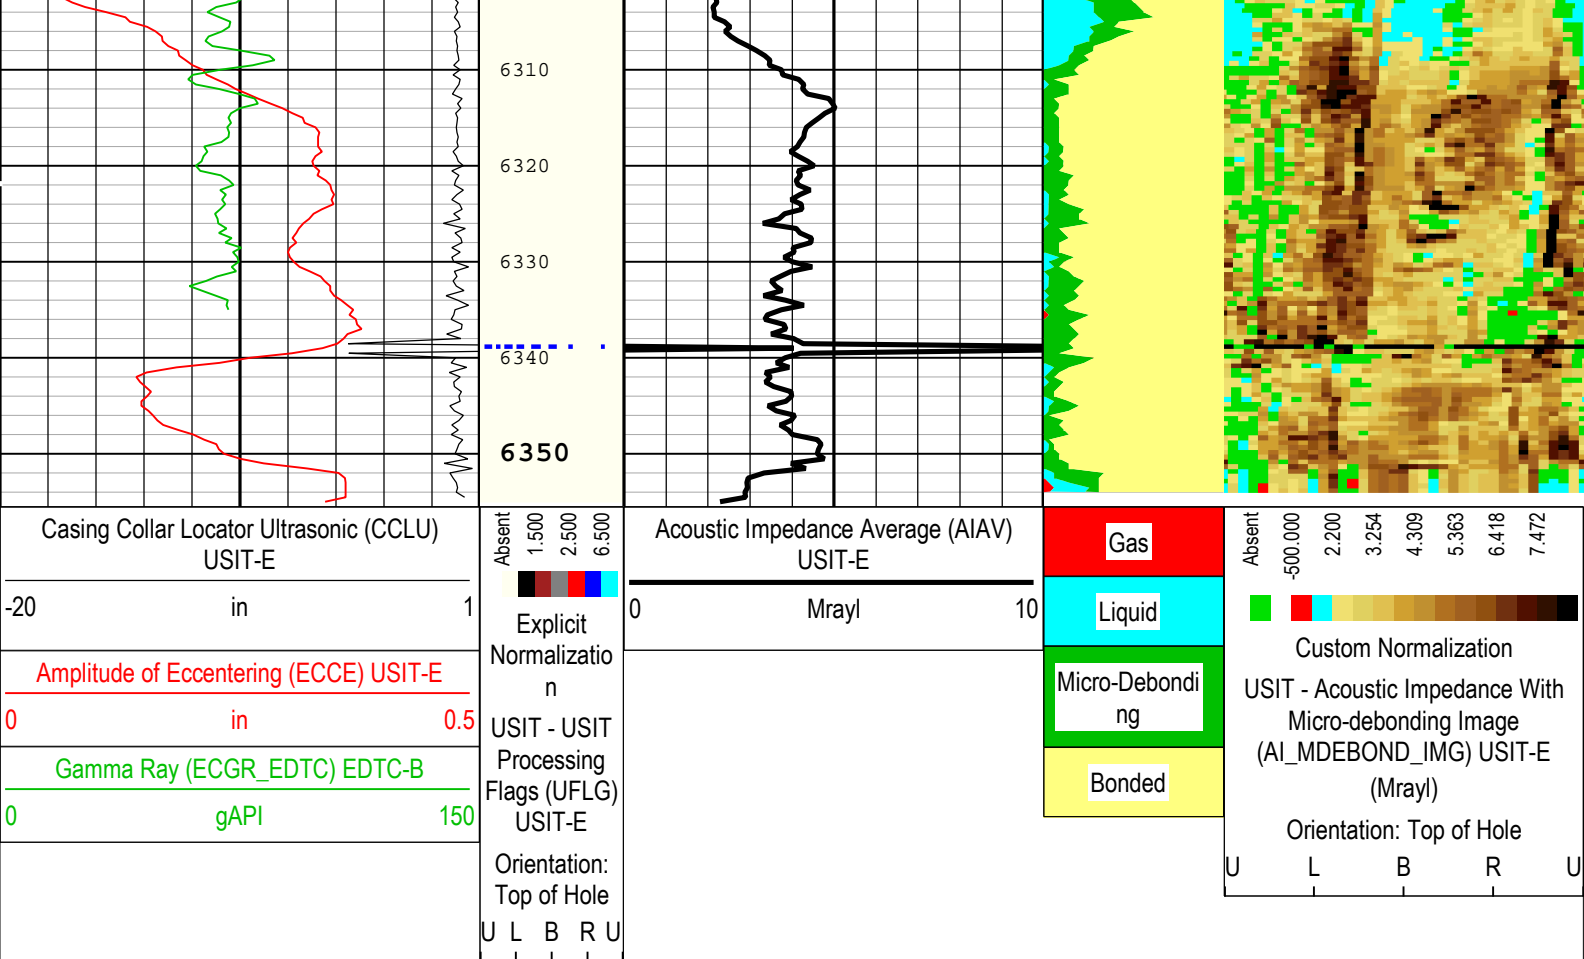 6310
6320
6330
6340
6350
Casing Collar Locator Ultrasonic (CCLU)
USIT-E
-20 in 1
Amplitude of Eccentering (ECCE) USIT-E
0 in 0.5
Gamma Ray (ECGR_EDTC) EDTC-B
0 gAPI 150
Absent 1.500 2.500 6.500
Explicit
Normalizatio
n
USIT - USIT
Processing
Flags (UFLG)
USIT-E
Orientation:
Top of Hole
U L B R U
Acoustic Impedance Average (AIAV)
USIT-E
0 Mrayl 10
Gas
Liquid
Micro-Debondi
ng
Bonded
Absent -500.000 2.200 3.254 4.309 5.363 6.418 7.472
Custom Normalization
USIT - Acoustic Impedance With
Micro-debonding Image
(AI_MDEBOND_IMG) USIT-E
(Mrayl)
Orientation: Top of Hole
U L B R U